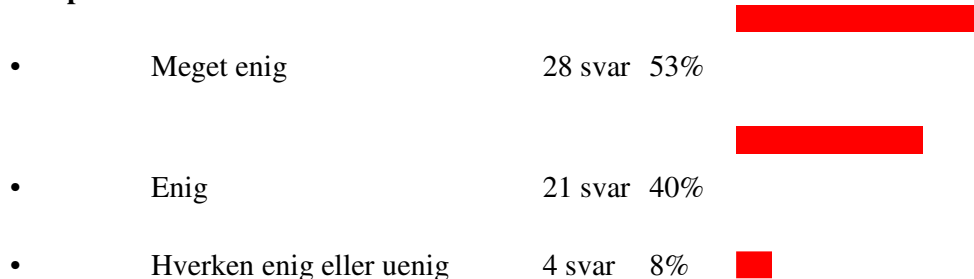 • Meget enig 28 svar 53%
• Enig 21 svar 40%
• Hverken enig eller uenig 4 svar 8%